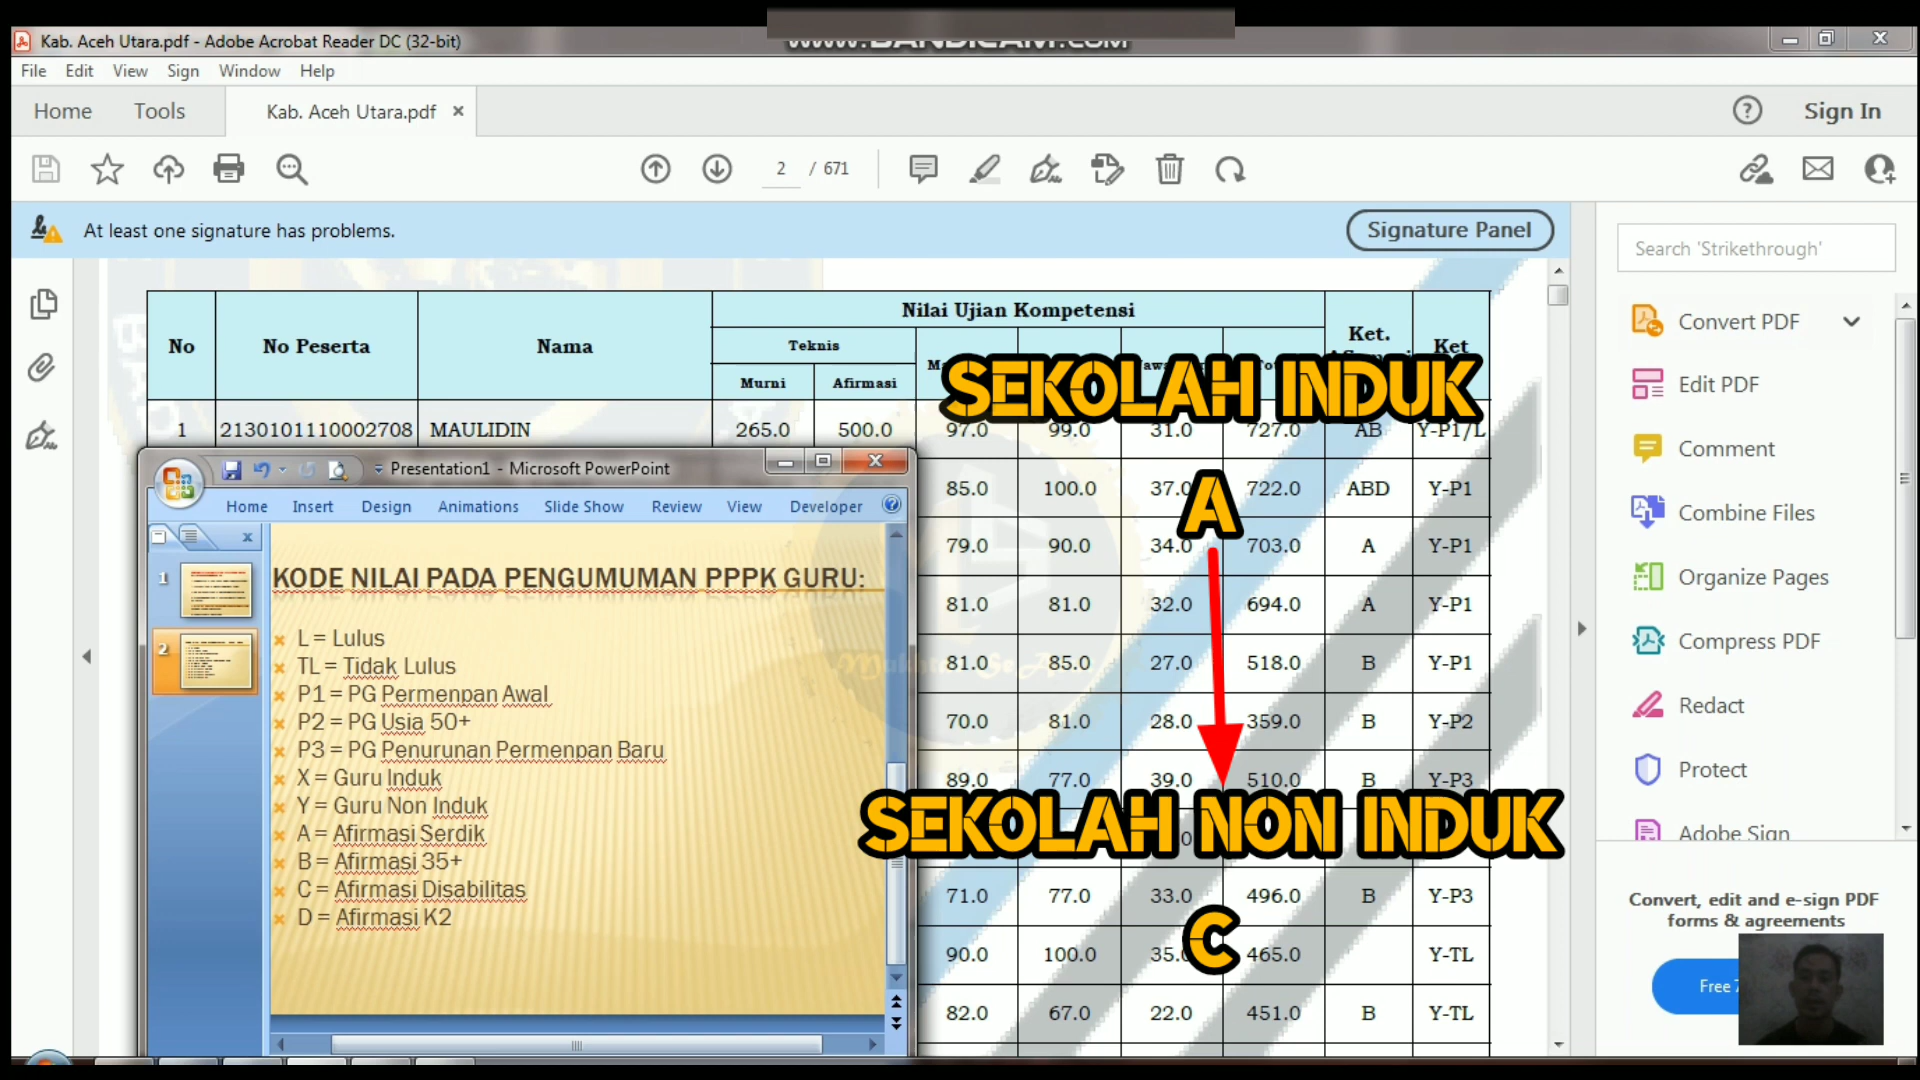 www.BANDICAM.com
Kab. Aceh Utara.pdf - Adobe Acrobat Reader DC (32-bit)
File Edit View Sign Window Help
Home Tools Kab. Aceh Utara.pdf × Sign In
2 / 671
At least one signature has problems.
Signature Panel
No No Peserta Nama Nilai Ujian Kompetensi Ket. Ket
Teknis
Murni Afirmasi
1 2130101110002708 MAULIDIN 265.0 500.0 97.0 99.0 31.0 727.0 AB Y-P1/L
85.0 100.0 37.0 722.0 ABD Y-P1
79.0 90.0 34.0 703.0 A Y-P1
81.0 81.0 32.0 694.0 A Y-P1
81.0 85.0 27.0 518.0 B Y-P1
70.0 81.0 28.0 359.0 B Y-P2
89.0 77.0 39.0 510.0 B Y-P3
71.0 77.0 33.0 496.0 B Y-P3
90.0 100.0 35.0 465.0 Y-TL
82.0 67.0 22.0 451.0 B Y-TL
SEKOLAH INDUK
A
SEKOLAH NON INDUK
C
Presentation1 - Microsoft PowerPoint
Home Insert Design Animations Slide Show Review View Developer
1
2
KODE NILAI PADA PENGUMUMAN PPPK GURU:
L = Lulus
TL = Tidak Lulus
P1 = PG Permenpan Awal
P2 = PG Usia 50+
P3 = PG Penurunan Permenpan Baru
X = Guru Induk
Y = Guru Non Induk
A = Afirmasi Serdik
B = Afirmasi 35+
C = Afirmasi Disabilitas
D = Afirmasi K2
Search 'Strikethrough'
Convert PDF
Edit PDF
Comment
Combine Files
Organize Pages
Compress PDF
Redact
Protect
Adobe Sign
Convert, edit and e-sign PDF
forms & agreements
Free